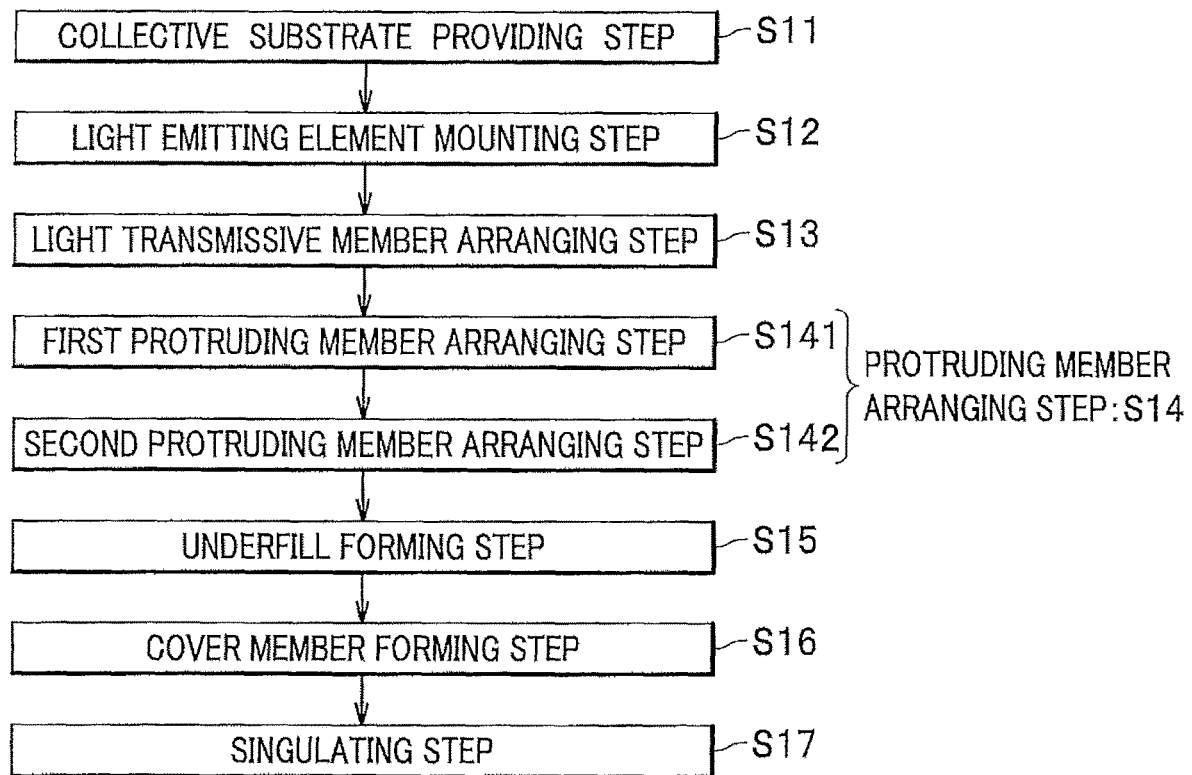 COLLECTIVE SUBSTRATE PROVIDING STEP S11
LIGHT EMITTING ELEMENT MOUNTING STEP S12
LIGHT TRANSMISSIVE MEMBER ARRANGING STEP S13
FIRST PROTRUDING MEMBER ARRANGING STEP S141
SECOND PROTRUDING MEMBER ARRANGING STEP S142
PROTRUDING MEMBER
ARRANGING STEP:S14
UNDERFILL FORMING STEP S15
COVER MEMBER FORMING STEP S16
SINGULATING STEP S17